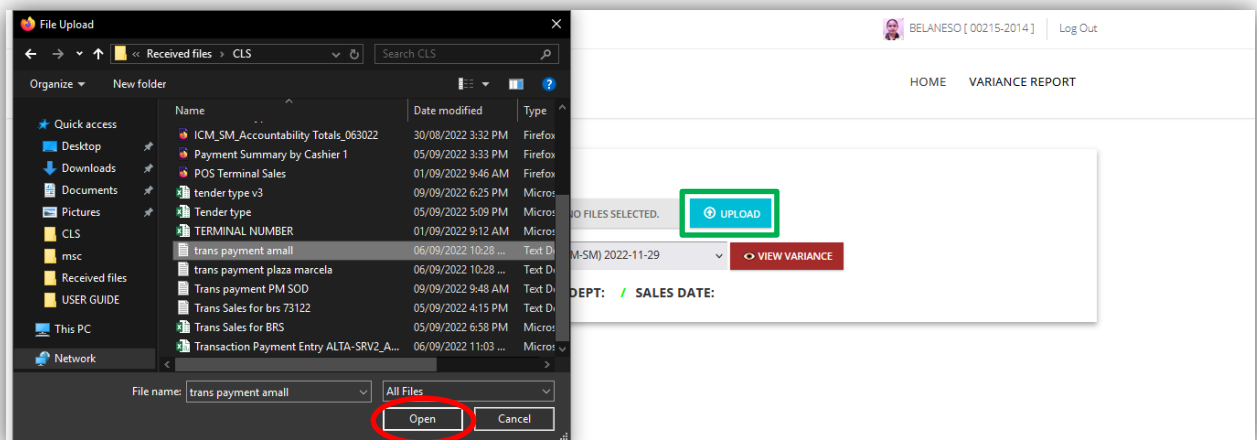 File Upload
BELANESO [ 00215-2014 ] Log Out
« Received files > CLS
Search CLS
Organize New folder
HOME VARIANCE REPORT
Name Date modified Type
Quick access
Desktop
Downloads
Documents
Pictures
CLS
msc
Received files
USER GUIDE
This PC
Network
ICM_SM_Accountability Totals_063022 30/08/2022 3:32 PM Firefox
Payment Summary by Cashier 1 05/09/2022 3:33 PM Firefox
POS Terminal Sales 01/09/2022 9:46 AM Firefox
tender type v3 09/09/2022 6:25 PM Micros
Tender type 05/09/2022 5:09 PM Micros
TERMINAL NUMBER 01/09/2022 9:12 AM Micros
trans payment amall 06/09/2022 10:28 ... Text D
trans payment plaza marcela 06/09/2022 10:28 ... Text D
Trans payment PM SOD 09/09/2022 9:48 AM Text D
Trans Sales for brs 73122 05/09/2022 4:15 PM Text D
Trans Sales for BRS 05/09/2022 6:58 PM Micros
Transaction Payment Entry ALTA-SRV2_A... 06/09/2022 11:03 ... Micros
NO FILES SELECTED. UPLOAD
M-SM) 2022-11-29 VIEW VARIANCE
DEPT: / SALES DATE:
File name: trans payment amall All Files
Open Cancel